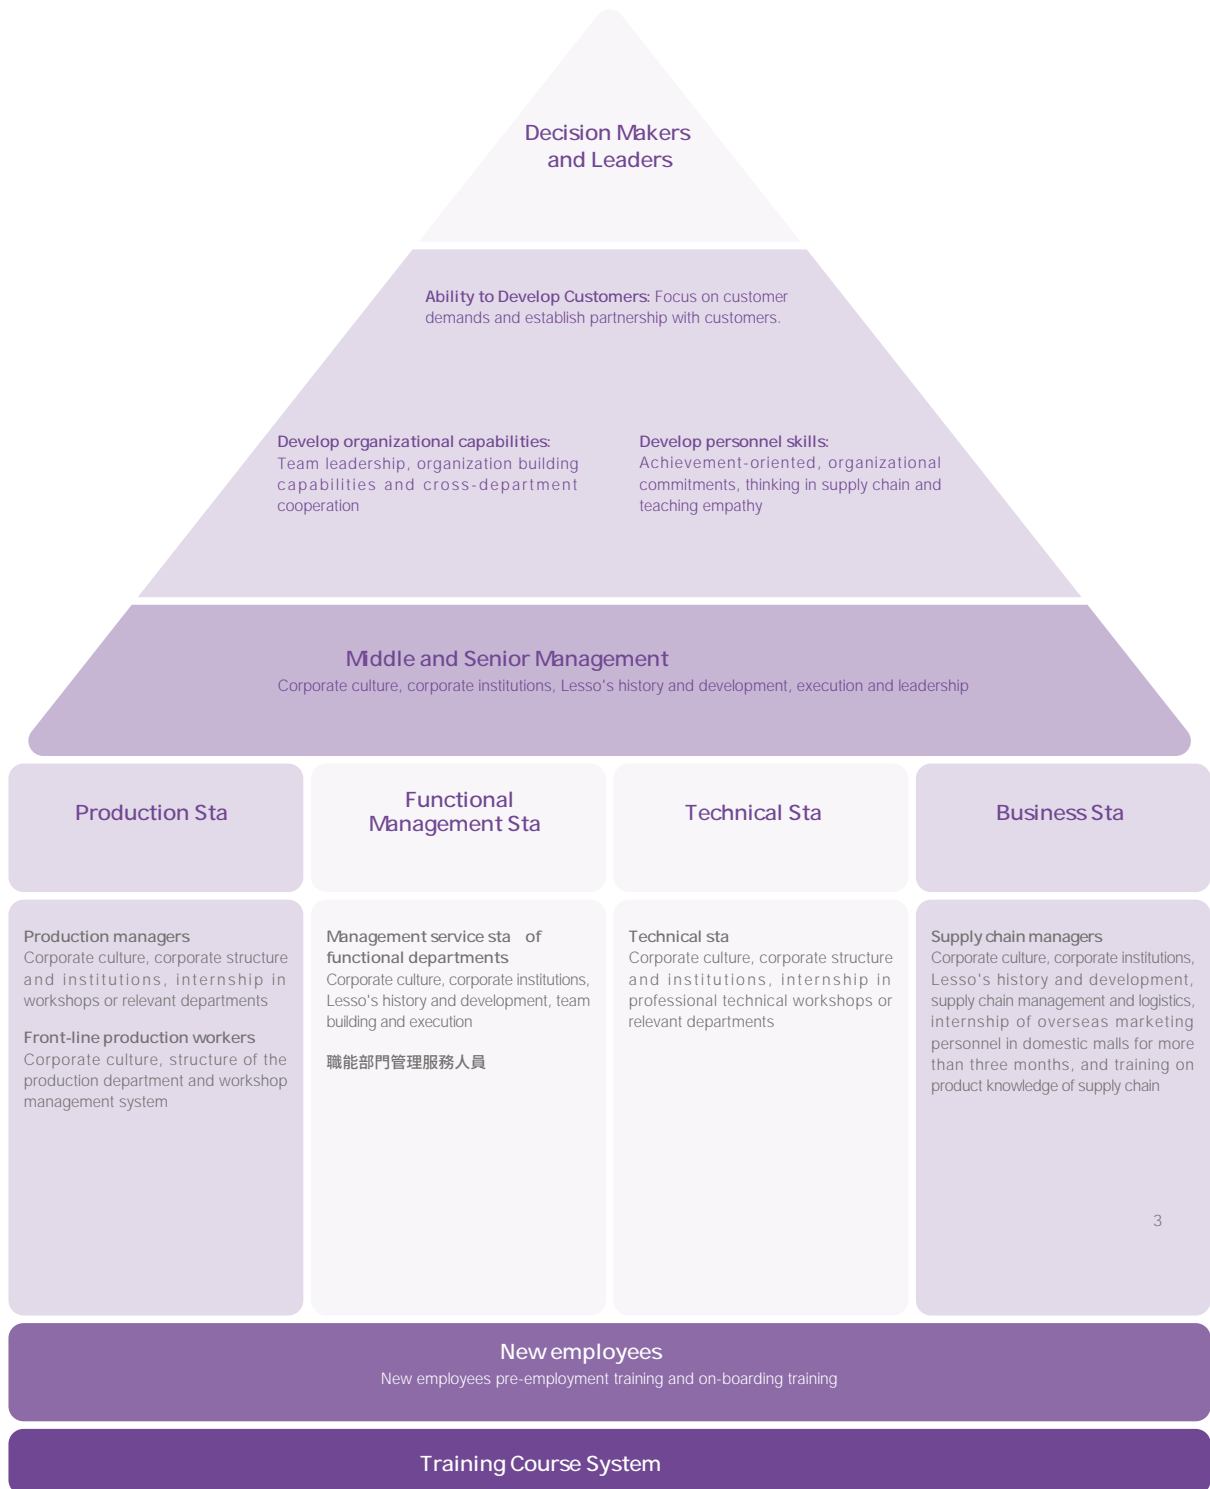 Decision Makers
and Leaders
Ability to Develop Customers: Focus on customer
demands and establish partnership with customers.
Develop organizational capabilities:
Team leadership, organization building
capabilities and cross-department
cooperation
Develop personnel skills:
Achievement-oriented, organizational
commitments, thinking in supply chain and
teaching empathy
Middle and Senior Management
Corporate culture, corporate institutions, Lesso's history and development, execution and leadership
Production Sta
Functional
Management Sta
Technical Sta
Business Sta
Production managers
Corporate culture, corporate structure
and institutions, internship in
workshops or relevant departments
Front-line production workers
Corporate culture, structure of the
production department and workshop
management system
Management service sta of
functional departments
Corporate culture, corporate institutions,
Lesso's history and development, team
building and execution
職能部門管理服務人員
Technical sta
Corporate culture, corporate structure
and institutions, internship in
professional technical workshops or
relevant departments
Supply chain managers
Corporate culture, corporate institutions,
Lesso's history and development,
supply chain management and logistics,
internship of overseas marketing
personnel in domestic malls for more
than three months, and training on
product knowledge of supply chain
3
New employees
New employees pre-employment training and on-boarding training
Training Course System